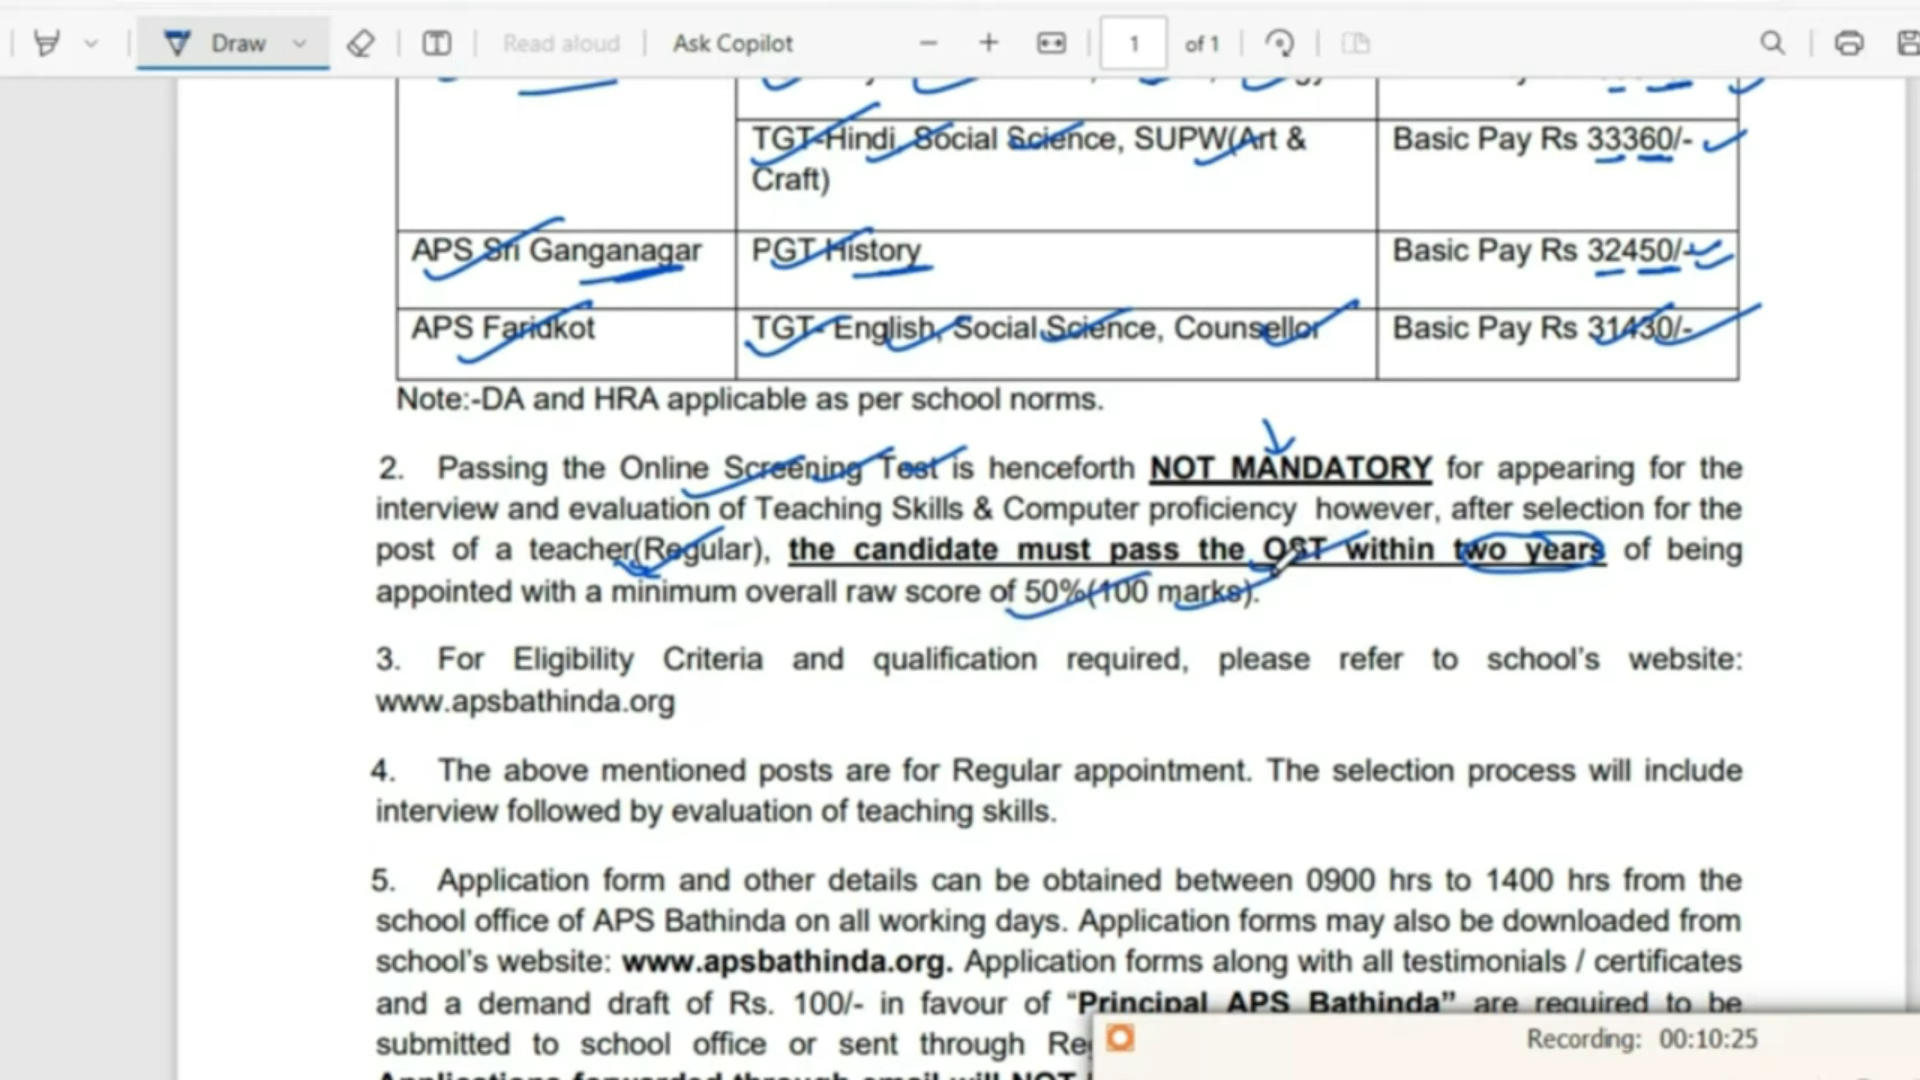 Draw
Read aloud
Ask Copilot
1
of 1
TGT-Hindi, Social Science, SUPW(Art &
Craft)
Basic Pay Rs 33360/-
APS Sri Ganganagar
PGT-History
Basic Pay Rs 32450/-
APS Faridkot
TGT- English, Social Science, Counsellor
Basic Pay Rs 31430/-
Note:-DA and HRA applicable as per school norms.
2. Passing the Online Screening Test is henceforth NOT MANDATORY for appearing for the
interview and evaluation of Teaching Skills & Computer proficiency however, after selection for the
post of a teacher(Regular), the candidate must pass the OST within two years of being
appointed with a minimum overall raw score of 50%(100 marks).
3. For Eligibility Criteria and qualification required, please refer to school's website:
www.apsbathinda.org
4. The above mentioned posts are for Regular appointment. The selection process will include
interview followed by evaluation of teaching skills.
5. Application form and other details can be obtained between 0900 hrs to 1400 hrs from the
school office of APS Bathinda on all working days. Application forms may also be downloaded from
school's website: www.apsbathinda.org. Application forms along with all testimonials / certificates
and a demand draft of Rs. 100/- in favour of "Principal APS Bathinda" are required to be
submitted to school office or sent through
Applications forwarded through email will NOT
Recording: 00:10:25